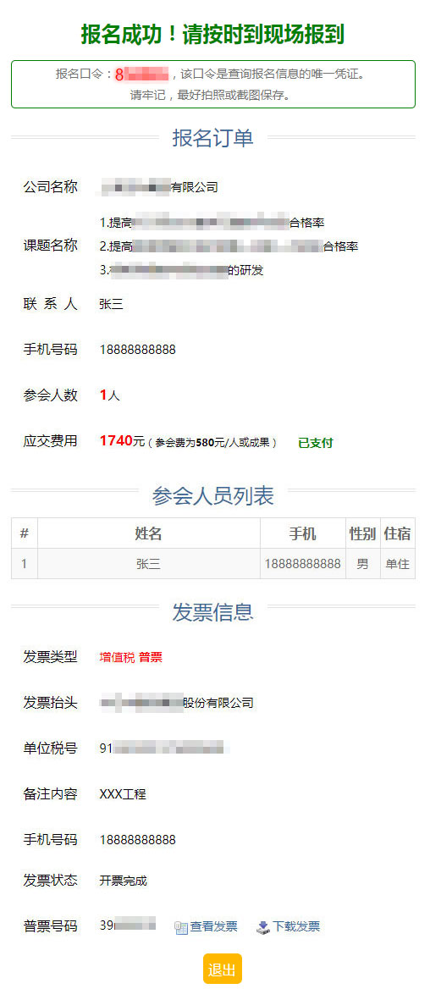 报名成功！请按时到现场报到
报名口令：8，该口令是查询报名信息的唯一凭证。
请牢记，最好拍照或截图保存。
报名订单
公司名称 有限公司
1.提高合格率
课题名称 2.提高合格率
3.的研发
联系人 张三
手机号码 18888888888
参会人数 1人
应交费用 1740元（参会费为580元/人或成果） 已支付
参会人员列表
# 姓名 手机 性别 住宿
1 张三 18888888888 男 单住
发票信息
发票类型 增值税 普票
发票抬头 股份有限公司
单位税号 91
备注内容 XXX工程
手机号码 18888888888
发票状态 开票完成
普票号码 39 查看发票 下载发票
退出